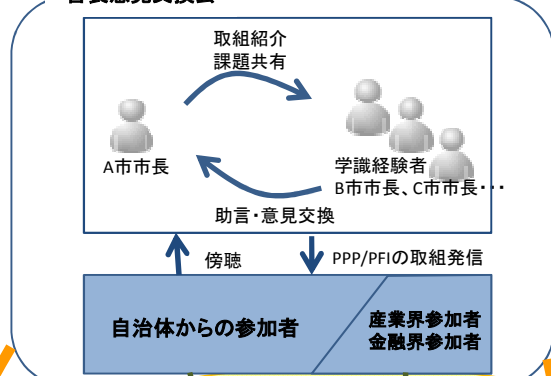 首長意見交換会
取組紹介
課題共有
A市市長
学識経験者
B市市長、C市市長・・・
助言・意見交換
傍聴
PPP/PFIの取組発信
自治体からの参加者
産業界参加者
金融界参加者